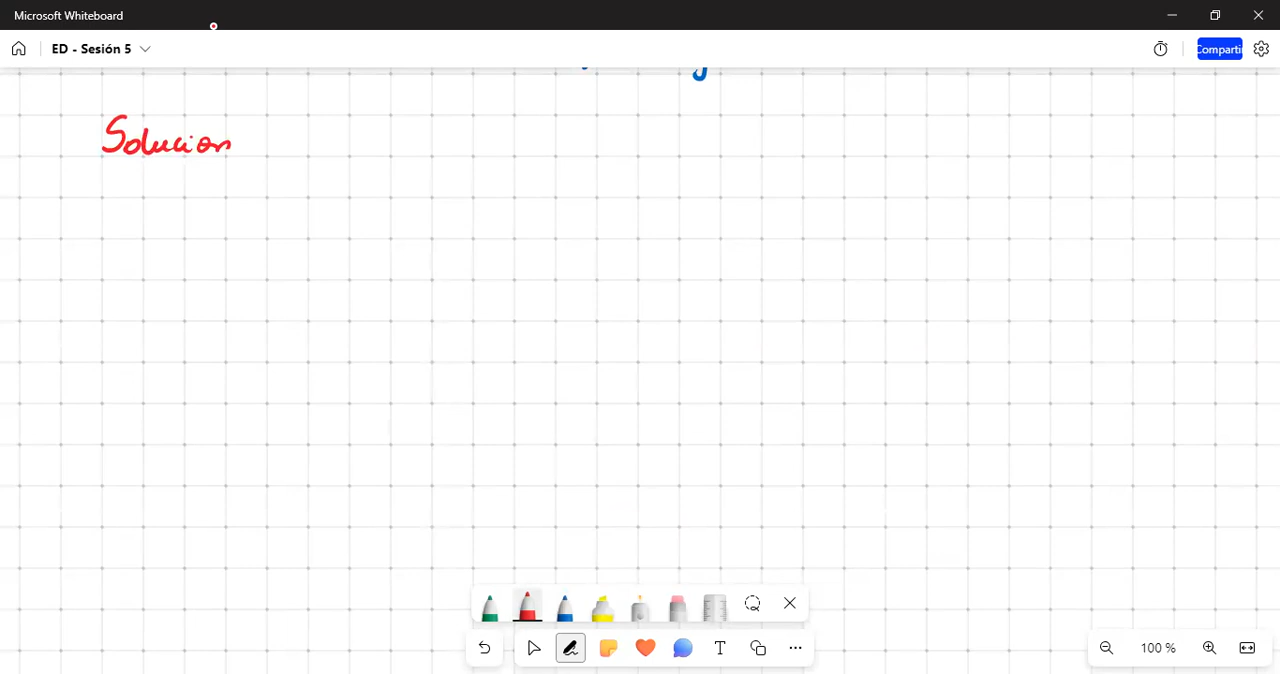 Microsoft Whiteboard
ED - Sesión 5
Compartir
Solucion
100 %